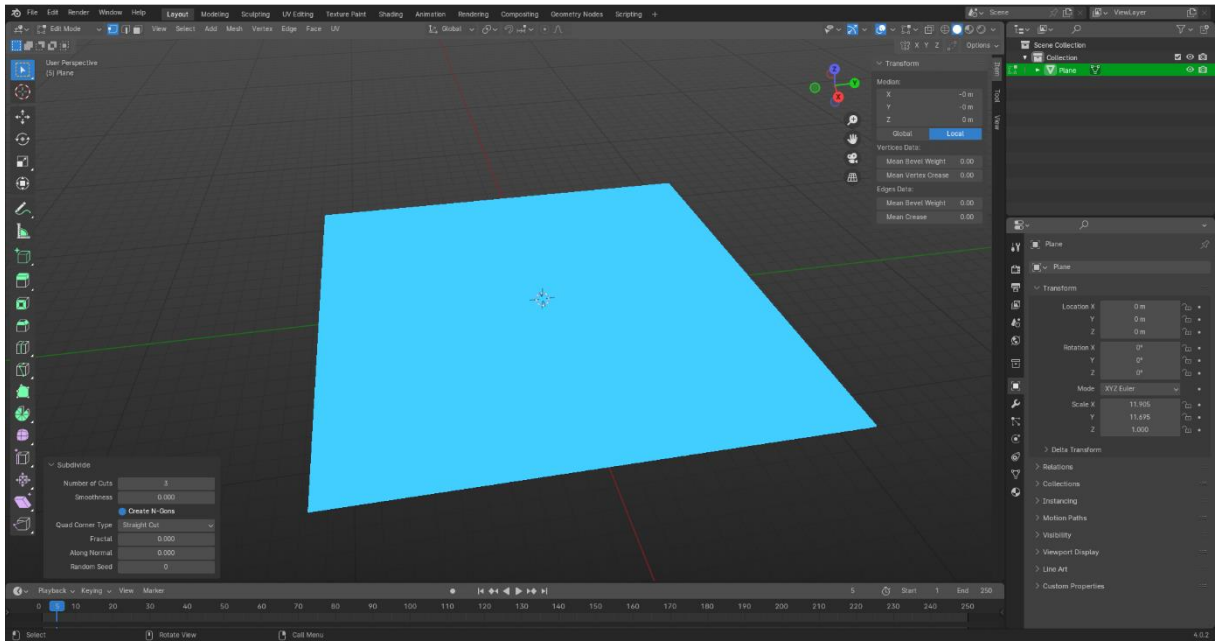 File Edit Render Window Help Layout Modeling Sculpting UV Editing Texture Paint Shading Animation Rendering Compositing Geometry Nodes Scripting + Scene ViewLayer
Edit Mode View Select Add Mesh Vertex Edge Face UV Global
X Y Z Options
User Perspective
(5) Plane
Transform
Median:
X -0 m
Y -0 m
Z 0 m
Global Local
Vertices Data:
Mean Bevel Weight 0.00
Mean Vertex Crease 0.00
Edges Data:
Mean Bevel Weight 0.00
Mean Crease 0.00
Item
Tool
View
Z
Y
X
Subdivide
Number of Cuts 3
Smoothness 0.000
Create N-Gons
Quad Corner Type Straight Cut
Fractal 0.000
Along Normal 0.000
Random Seed 0
Scene Collection
Collection
Plane
Plane
Plane
Transform
Location X 0 m
Y 0 m
Z 0 m
Rotation X 0°
Y 0°
Z 0°
Mode XYZ Euler
Scale X 11.905
Y 11.695
Z 1.000
Delta Transform
Relations
Collections
Instancing
Motion Paths
Visibility
Viewport Display
Line Art
Custom Properties
Playback Keying View Marker 5 Start 1 End 250
0 5 10 20 30 40 50 60 70 80 90 100 110 120 130 140 150 160 170 180 190 200 210 220 230 240 250
Select Rotate View Call Menu 4.0.2